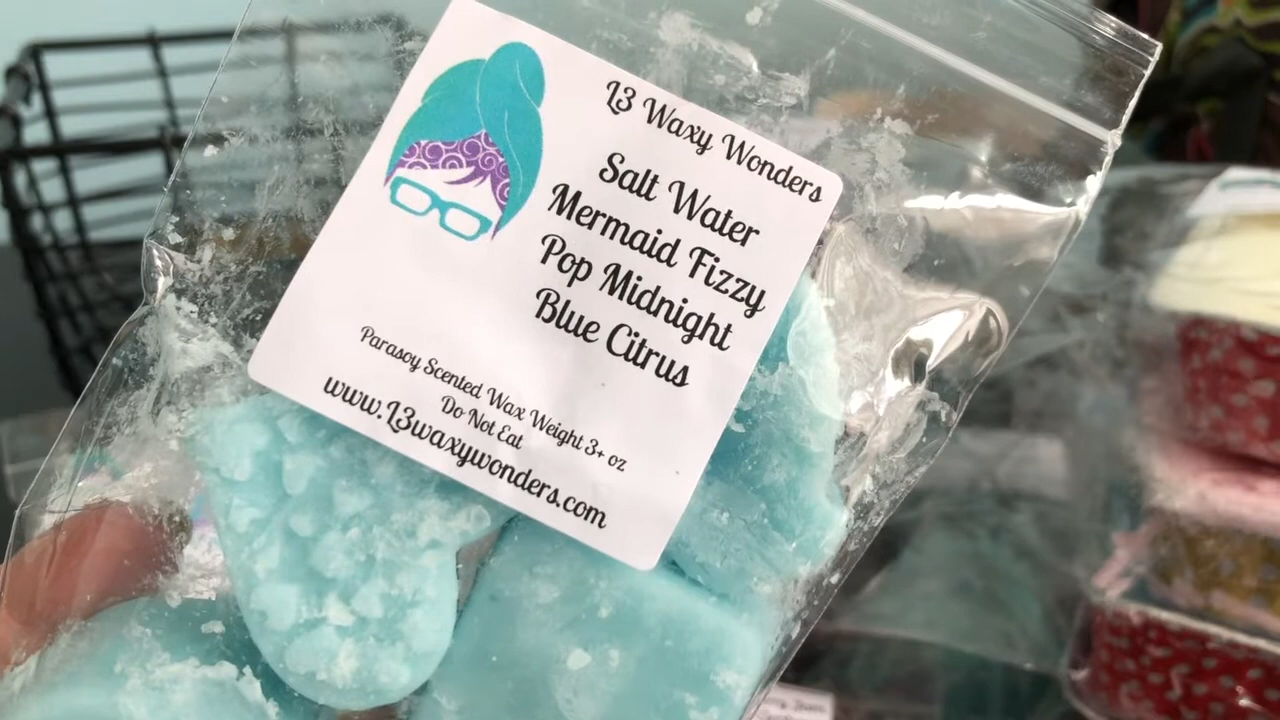 L3 Waxy Wonders
Salt Water
Mermaid Fizzy
Pop Midnight
Blue Citrus
Parasoy Scented Wax Weight 3+ oz
Do Not Eat
www.L3waxywonders.com